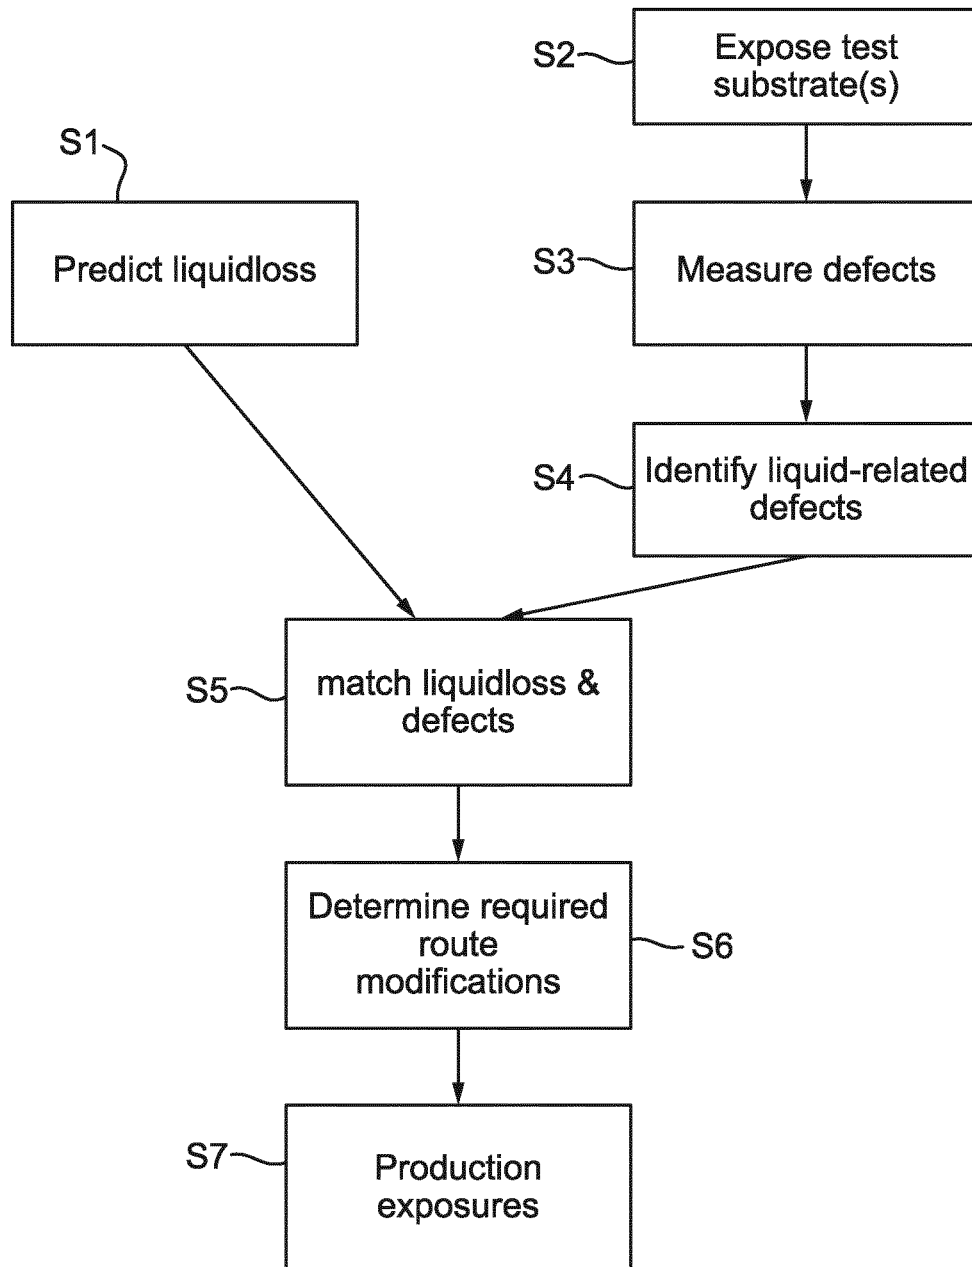 S2
Expose test
substrate(s)
S1
Predict liquidloss
S3
Measure defects
S4
Identify liquid-related
defects
S5
match liquidloss &
defects
Determine required
route
modifications
S6
S7
Production
exposures